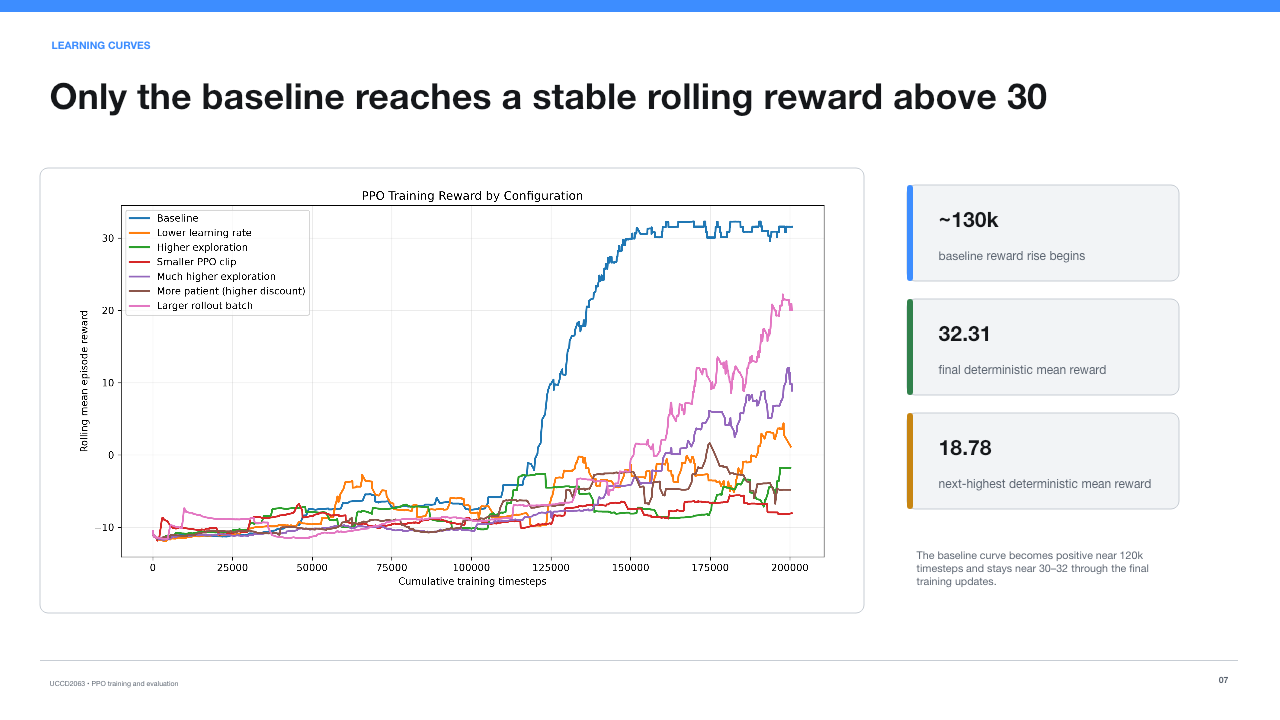 LEARNING CURVES
Only the baseline reaches a stable rolling reward above 30
PPO Training Reward by Configuration
Baseline
Lower learning rate
Higher exploration
Smaller PPO clip
Much higher exploration
More patient (higher discount)
Larger rollout batch
30
20
10
0
−10
Rolling mean episode reward
0 25000 50000 75000 100000 125000 150000 175000 200000
Cumulative training timesteps
~130k
baseline reward rise begins
32.31
final deterministic mean reward
18.78
next-highest deterministic mean reward
The baseline curve becomes positive near 120k
timesteps and stays near 30–32 through the final
training updates.
UCCD2063 • PPO training and evaluation
07